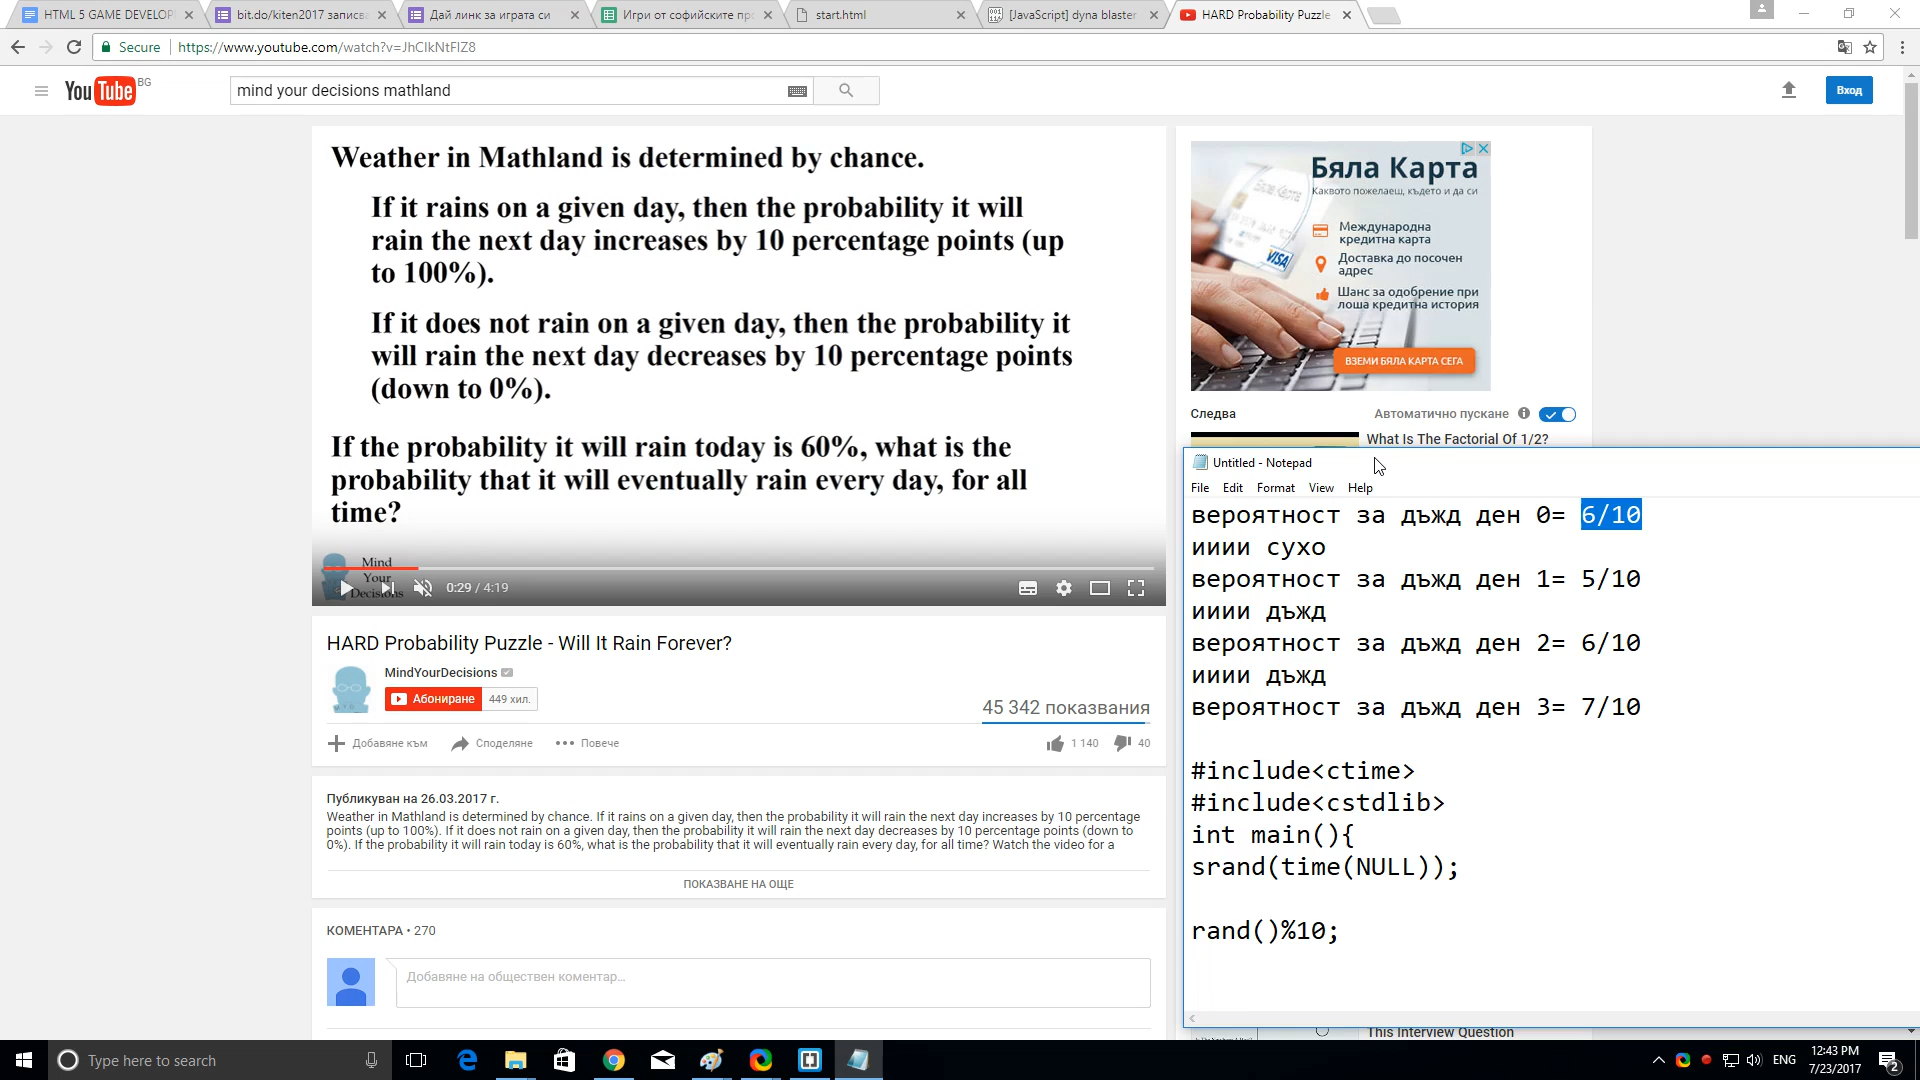 HTML 5 GAME DEVELOP
bit.do/kiten2017 записва
Дай линк за играта си
Игри от софийските пр
start.html
[JavaScript] dyna blaster
HARD Probability Puzzle
Secure
https://www.youtube.com/watch?v=JhCIkNtFIZ8
YouTube BG
mind your decisions mathland
Вход
Weather in Mathland is determined by chance.
If it rains on a given day, then the probability it will
rain the next day increases by 10 percentage points (up
to 100%).
If it does not rain on a given day, then the probability it
will rain the next day decreases by 10 percentage points
(down to 0%).
If the probability it will rain today is 60%, what is the
probability that it will eventually rain every day, for all
time?
Mind
Your
Decisions
0:29 / 4:19
HARD Probability Puzzle - Will It Rain Forever?
MindYourDecisions
Абониране
449 хил.
45 342 показвания
Добавяне към
Споделяне
Повече
1 140
40
Публикуван на 26.03.2017 г.
Weather in Mathland is determined by chance. If it rains on a given day, then the probability it will rain the next day increases by 10 percentage
points (up to 100%). If it does not rain on a given day, then the probability it will rain the next day decreases by 10 percentage points (down to
0%). If the probability it will rain today is 60%, what is the probability that it will eventually rain every day, for all time? Watch the video for a
ПОКАЗВАНЕ НА ОЩЕ
КОМЕНТАРА • 270
Добавяне на обществен коментар...
Бяла Карта
Каквото пожелаеш, където и да си
VISA
Международна
кредитна карта
Доставка до посочен
адрес
Шанс за одобрение при
лоша кредитна история
ВЗЕМИ БЯЛА КАРТА СЕГА
Следва
Автоматично пускане
What Is The Factorial Of 1/2?
Untitled - Notepad
File Edit Format View Help
вероятност за дъжд ден 0= 6/10
ииии сухо
вероятност за дъжд ден 1= 5/10
ииии дъжд
вероятност за дъжд ден 2= 6/10
ииии дъжд
вероятност за дъжд ден 3= 7/10
#include<ctime>
#include<cstdlib>
int main(){
srand(time(NULL));
rand()%10;
This Interview Question
Type here to search
ENG
12:43 PM
7/23/2017
2